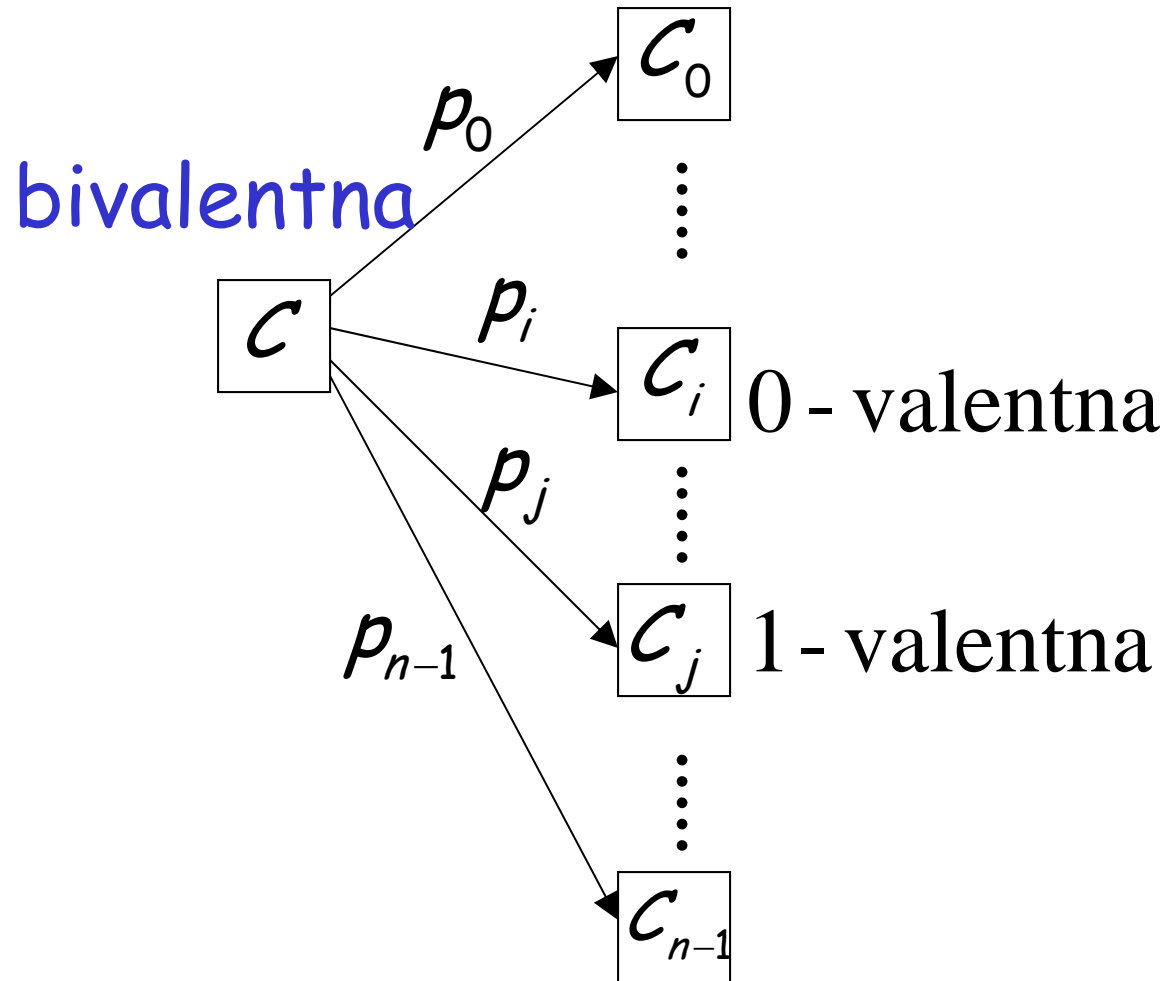 C₀
p₀
bivalentna
pᵢ
C
Cᵢ 0 - valentna
pⱼ
pₙ₋₁
Cⱼ 1 - valentna
Cₙ₋₁